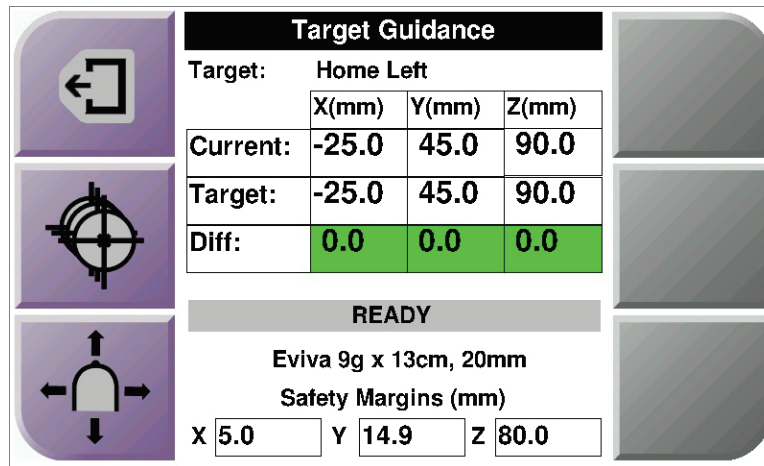 Target Guidance
Target: Home Left
X(mm) Y(mm) Z(mm)
Current: -25.0 45.0 90.0
Target: -25.0 45.0 90.0
Diff: 0.0 0.0 0.0
READY
Eviva 9g x 13cm, 20mm
Safety Margins (mm)
X 5.0 Y 14.9 Z 80.0